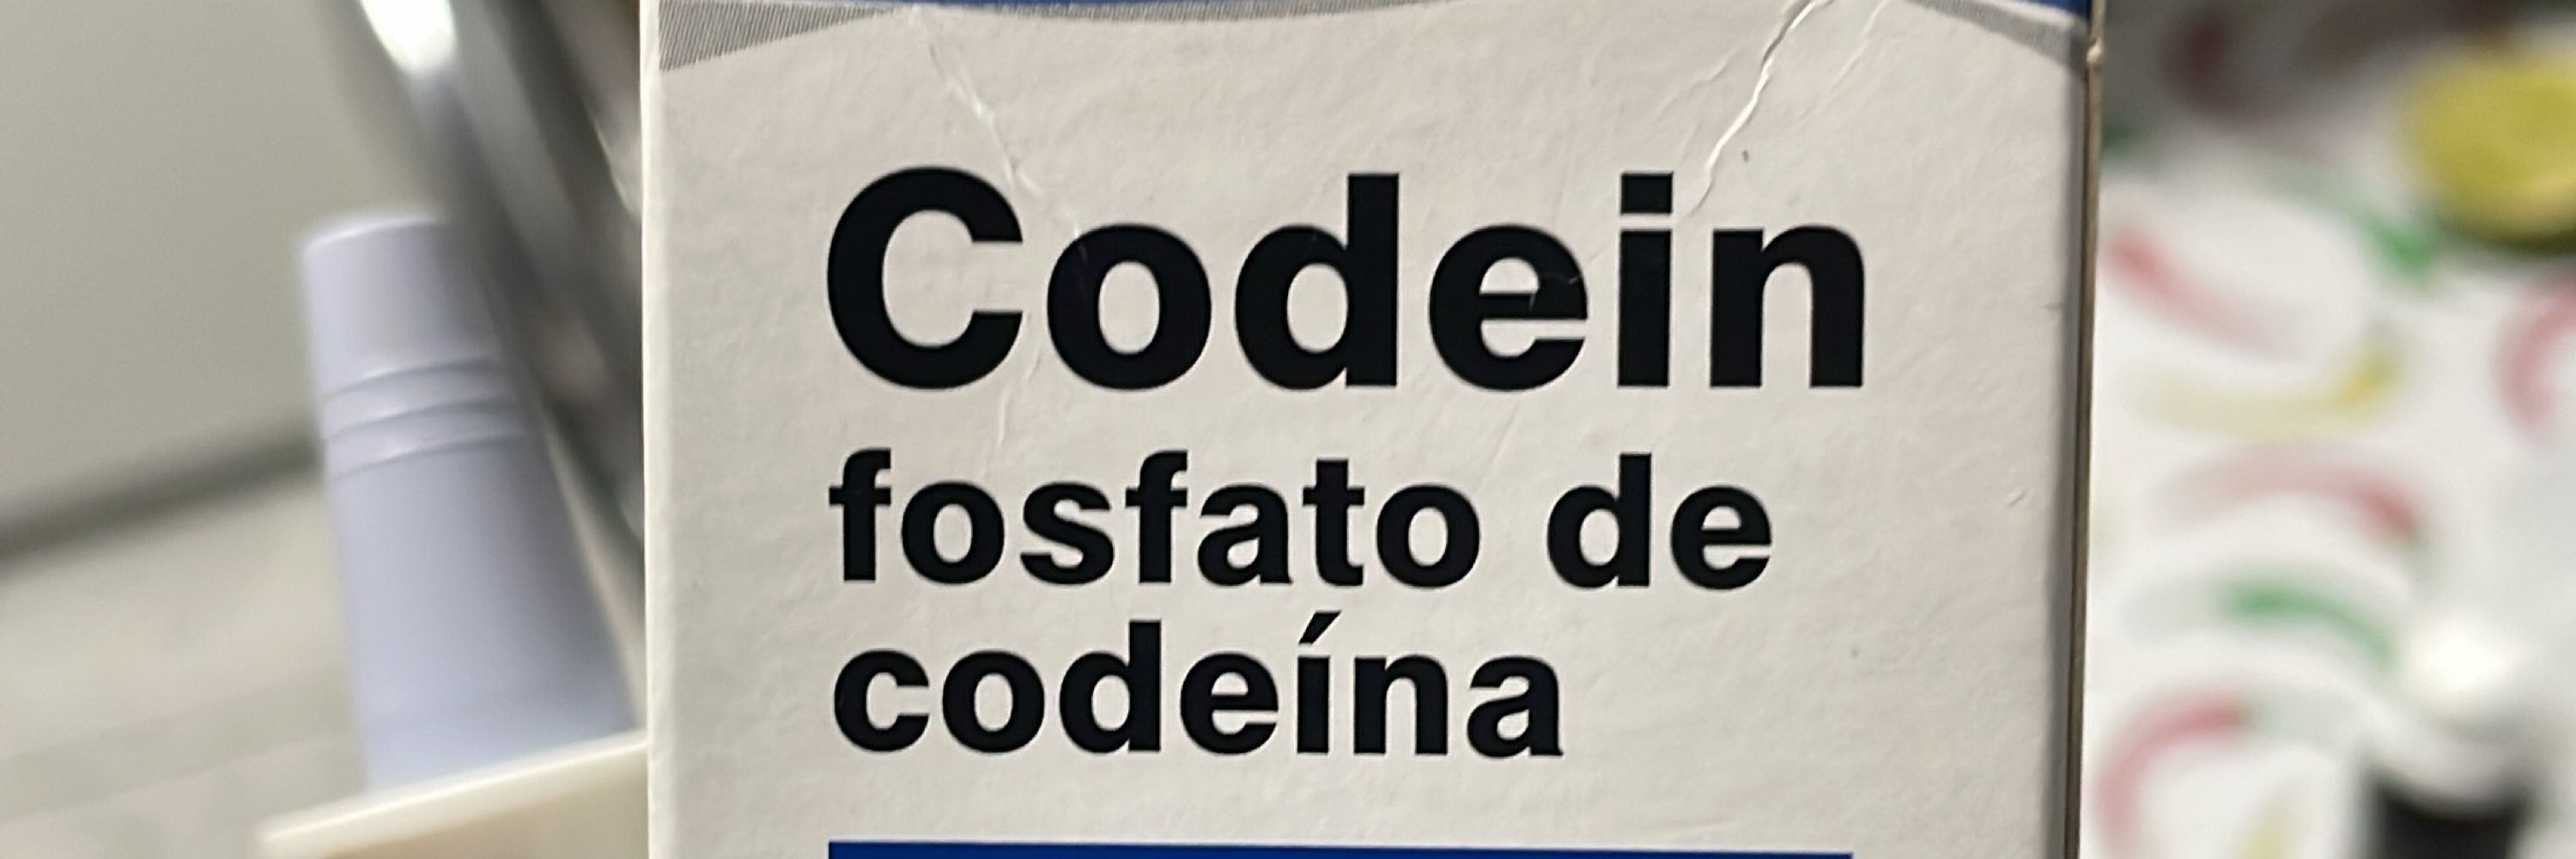 Codein
fosfato de
codeína